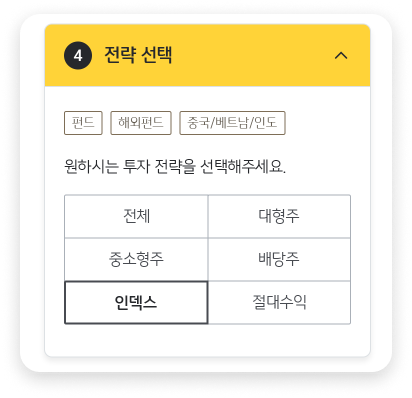 4 전략 선택
펀드 해외펀드 중국/베트남/인도
원하시는 투자 전략을 선택해주세요.
전체 대형주
중소형주 배당주
인덱스 절대수익